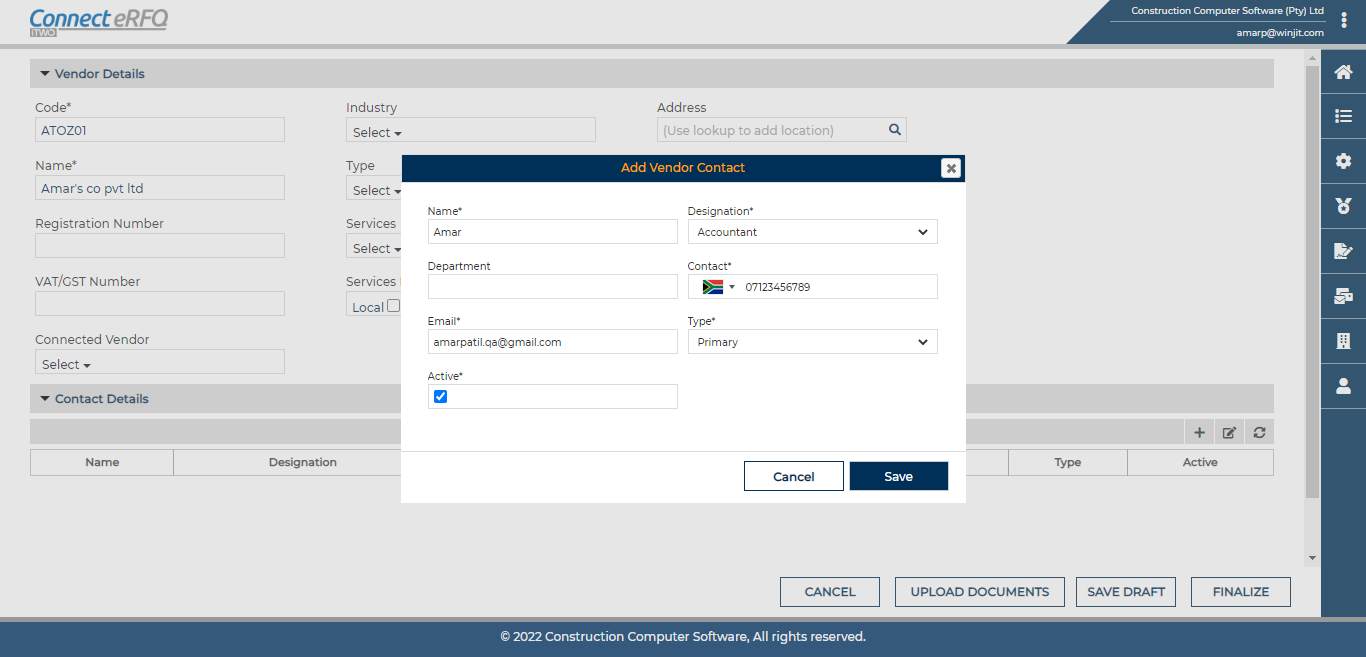 Connect eRFQ
iTWO
Construction Computer Software (Pty) Ltd
amarp@winjit.com
Vendor Details
Code*
Industry
Address
ATOZ01
Select
(Use lookup to add location)
Name*
Type
Amar's co pvt ltd
Select
Registration Number
Services
Select
VAT/GST Number
Services
Local
Connected Vendor
Select
Add Vendor Contact
Name*
Designation*
Amar
Accountant
Department
Contact*
07123456789
Email*
Type*
amarpatil.qa@gmail.com
Primary
Active*
Cancel
Save
Contact Details
Name
Designation
Type
Active
CANCEL
UPLOAD DOCUMENTS
SAVE DRAFT
FINALIZE
© 2022 Construction Computer Software, All rights reserved.